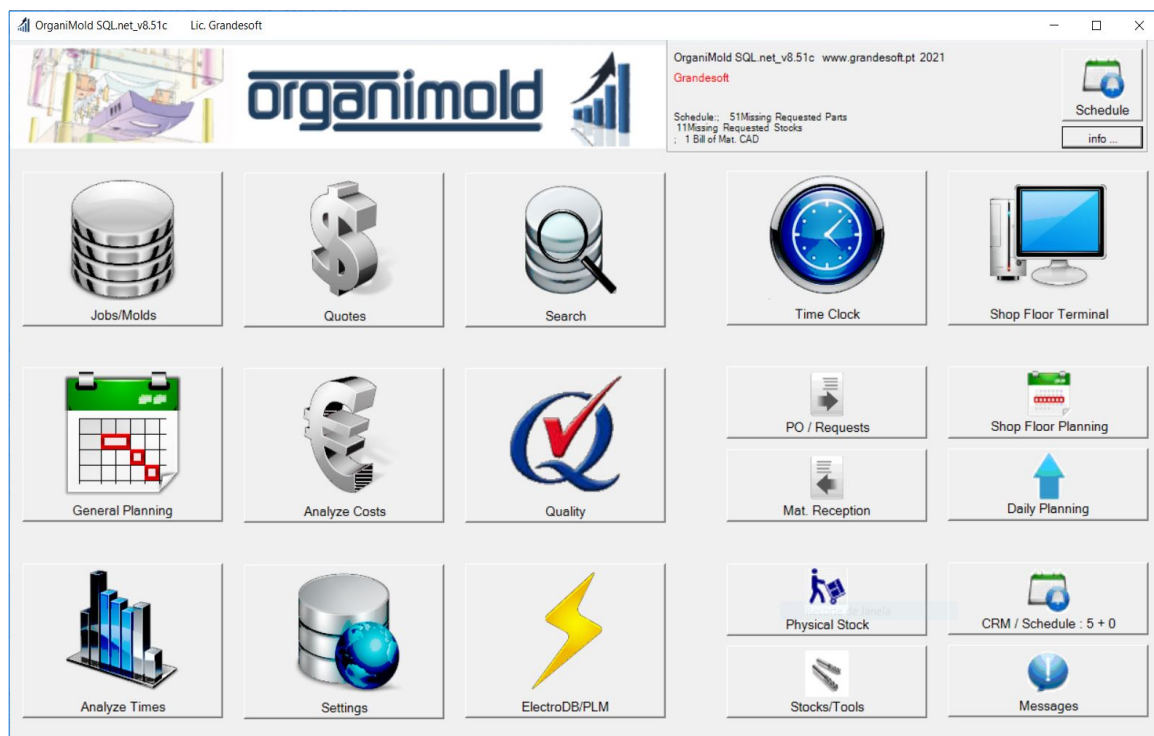 OrganiMold SQL.net_v8.51c Lic. Grandesoft
organimold
OrganiMold SQL.net_v8.51c www.grandesoft.pt 2021
Grandesoft
Schedule:; 51Missing Requested Parts
11Missing Requested Stocks
; 1 Bill of Mat. CAD
Schedule
info ...
Jobs/Molds
Quotes
Search
Time Clock
Shop Floor Terminal
General Planning
Analyze Costs
Quality
PO / Requests
Shop Floor Planning
Mat. Reception
Daily Planning
Analyze Times
Settings
ElectroDB/PLM
Physical Stock
CRM / Schedule : 5 + 0
Stocks/Tools
Messages